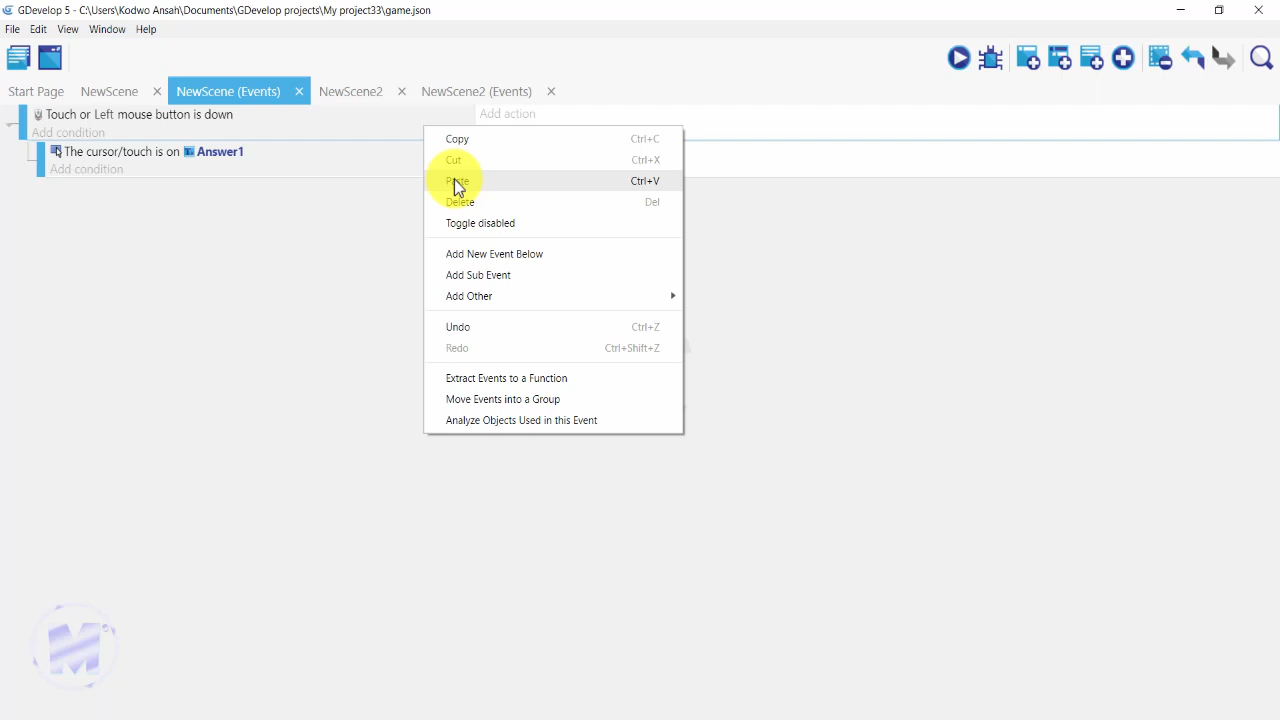 GDevelop 5 - C:\Users\Kodwo Ansah\Documents\GDevelop projects\My project33\game.json
File Edit View Window Help
Start Page NewScene NewScene (Events) NewScene2 NewScene2 (Events)
Touch or Left mouse button is down
Add action
Add condition
The cursor/touch is on Answer1
Add condition
Copy Ctrl+C
Cut Ctrl+X
Paste Ctrl+V
Delete Del
Toggle disabled
Add New Event Below
Add Sub Event
Add Other
Undo Ctrl+Z
Redo Ctrl+Shift+Z
Extract Events to a Function
Move Events into a Group
Analyze Objects Used in this Event
M